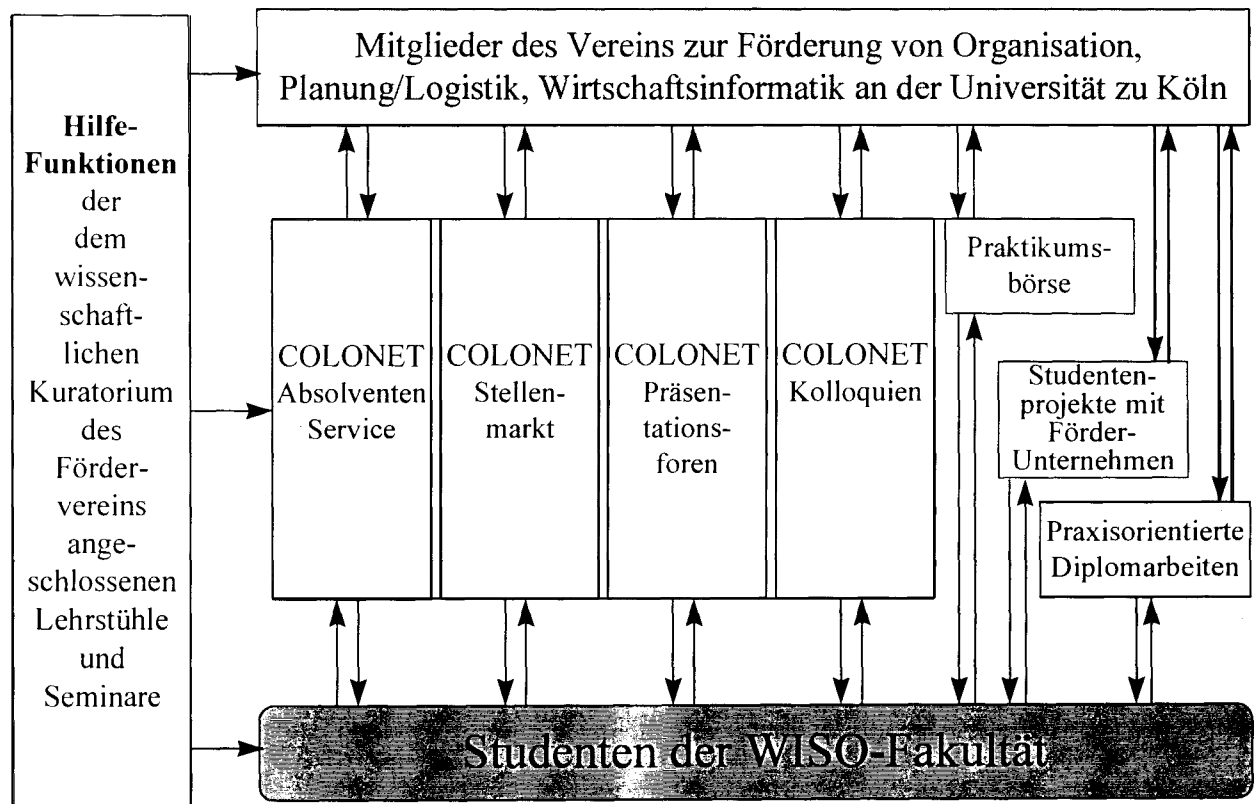 Mitglieder des Vereins zur Förderung von Organisation,
Planung/Logistik, Wirtschaftsinformatik an der Universität zu Köln
Hilfe-
Funktionen
der
dem
wissen-
schaft-
lichen
Kuratorium
des
Förder-
vereins
ange-
schlossenen
Lehrstühle
und
Seminare
COLONET
Absolventen
Service
COLONET
Stellen-
markt
COLONET
Präsen-
tations-
foren
COLONET
Kolloquien
Praktikums-
börse
Studenten-
projekte mit
Förder-
Unternehmen
Praxisorientierte
Diplomarbeiten
Studenten der WISO-Fakultät